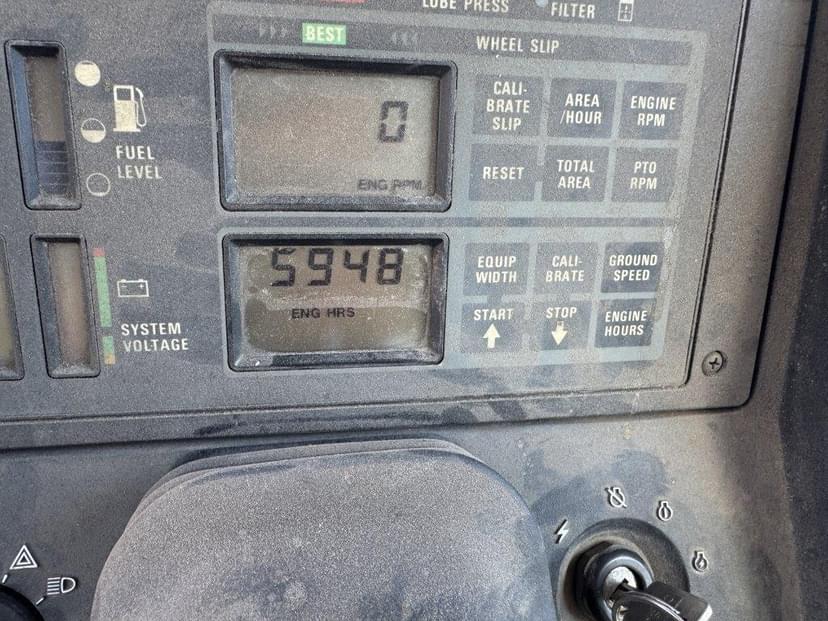 LUBE PRESS
FILTER
BEST
WHEEL SLIP
0
ENG RPM
CALI-
BRATE
SLIP
AREA
/HOUR
ENGINE
RPM
RESET
TOTAL
AREA
PTO
RPM
FUEL
LEVEL
5948
ENG HRS
EQUIP
WIDTH
CALI-
BRATE
GROUND
SPEED
START
STOP
ENGINE
HOURS
SYSTEM
VOLTAGE